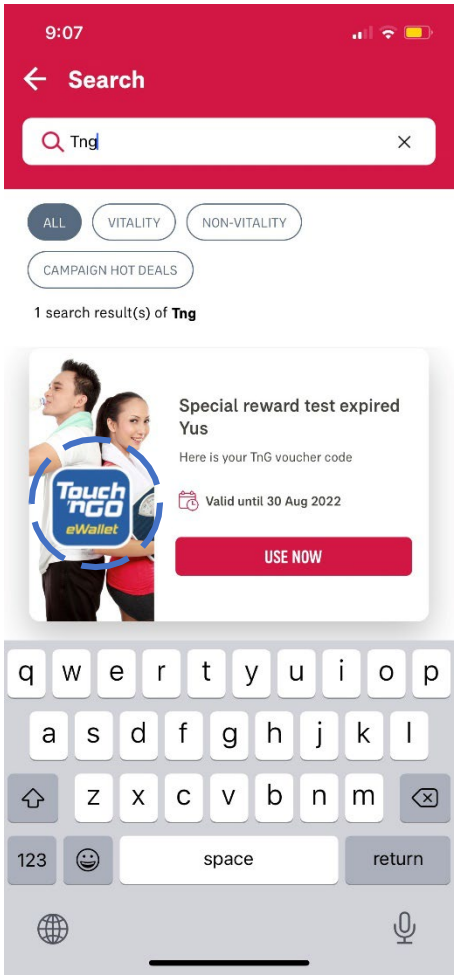 9:07
Search
Tng
ALL
VITALITY
NON-VITALITY
CAMPAIGN HOT DEALS
1 search result(s) of Tng
Special reward test expired
Yus
Here is your TnG voucher code
Touch
'nGO
eWallet
Valid until 30 Aug 2022
USE NOW
q w e r t y u i o p
a s d f g h j k l
z x c v b n m
123 space return